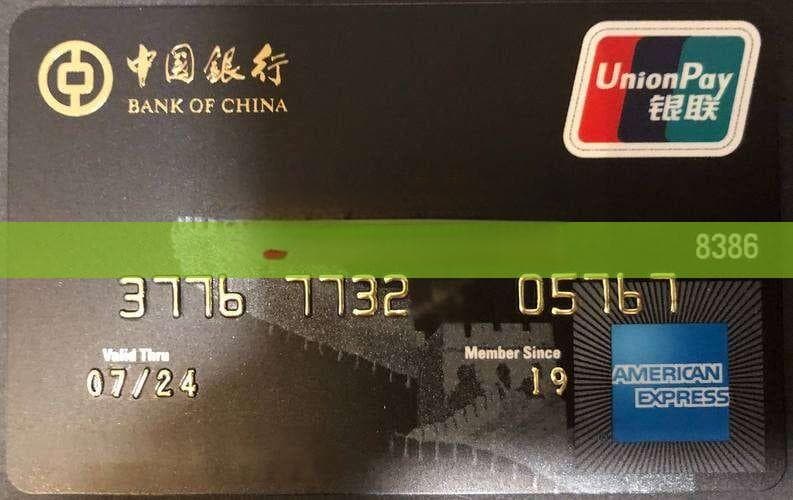 中国银行
BANK OF CHINA
UnionPay
银联
8386
3776 7732 05767
Valid Thru
Member Since
07/24
19
AMERICAN
EXPRESS